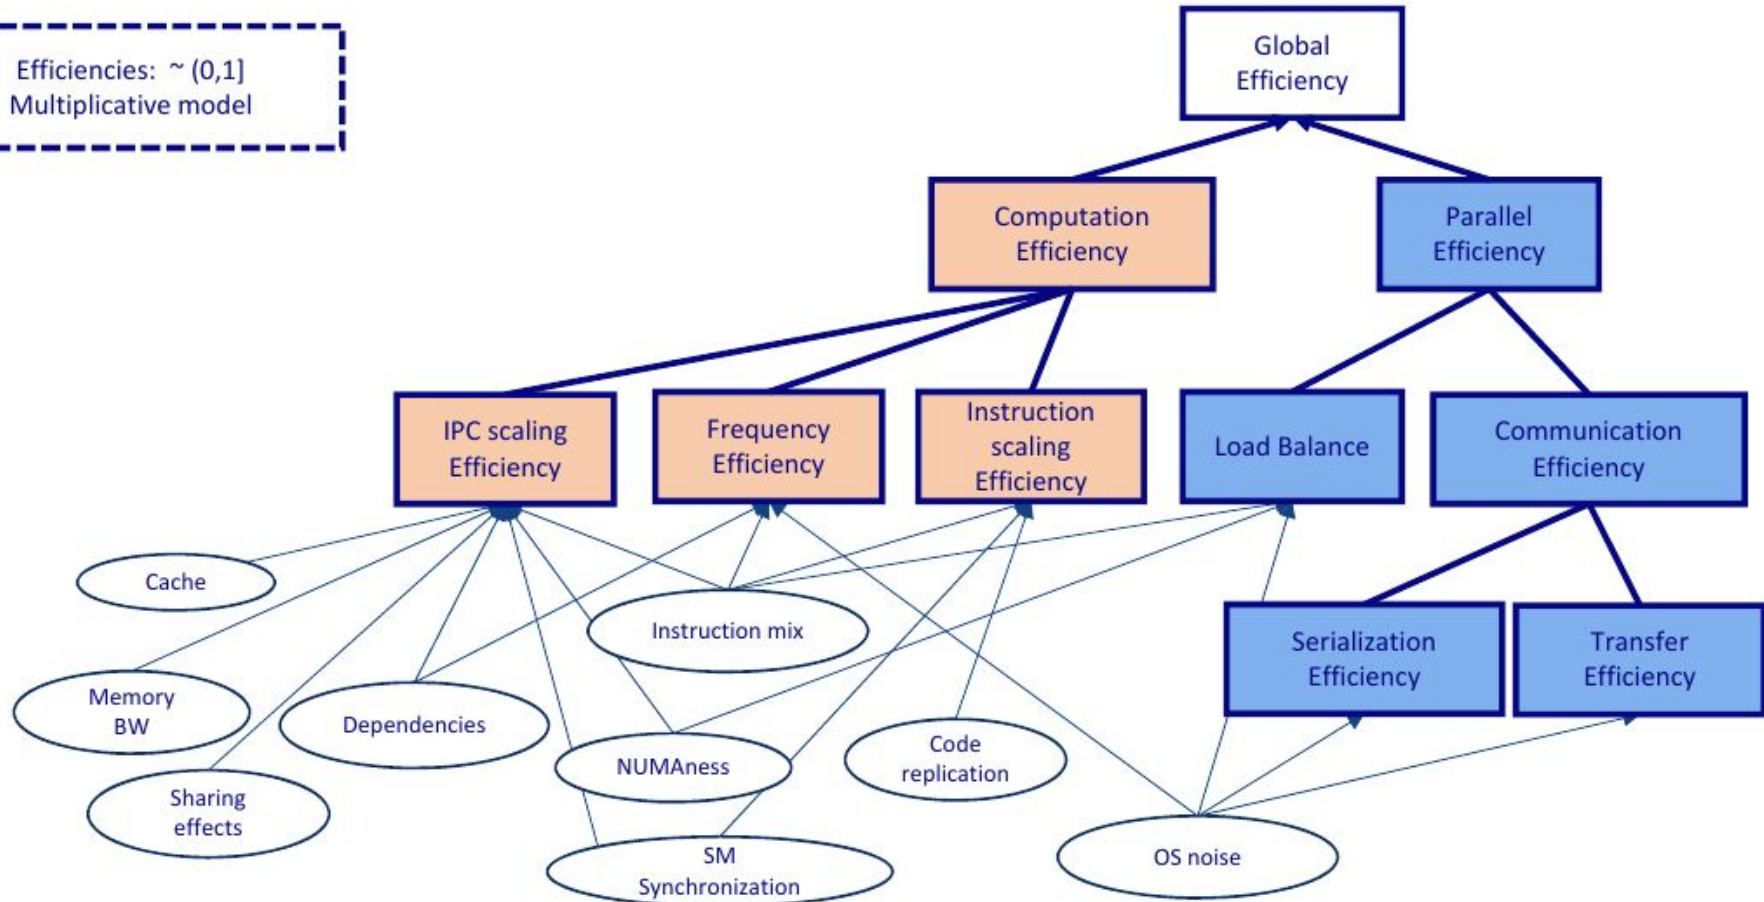 Efficiencies: ~ (0,1]
Multiplicative model
Global
Efficiency
Computation
Efficiency
Parallel
Efficiency
IPC scaling
Efficiency
Frequency
Efficiency
Instruction
scaling
Efficiency
Load Balance
Communication
Efficiency
Cache
Instruction mix
Serialization
Efficiency
Transfer
Efficiency
Memory
BW
Dependencies
NUMAness
Code
replication
Sharing
effects
SM
Synchronization
OS noise